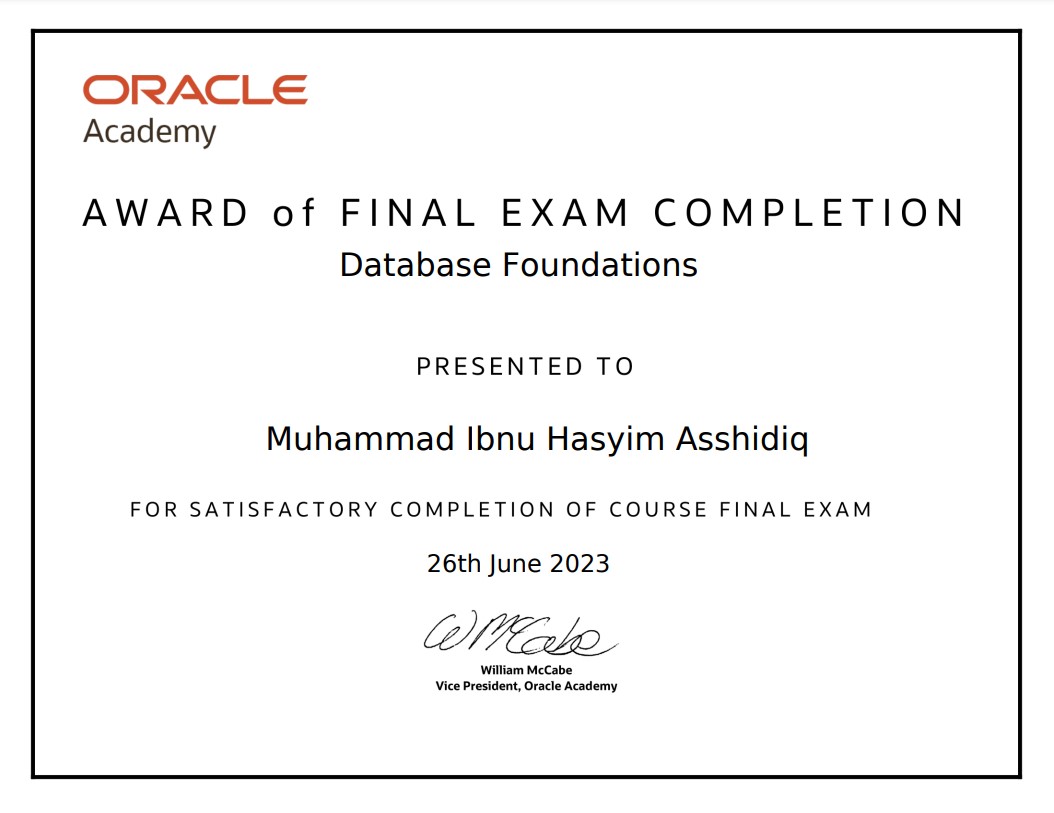 ORACLE
Academy
AWARD of FINAL EXAM COMPLETION
Database Foundations
PRESENTED TO
Muhammad Ibnu Hasyim Asshidiq
FOR SATISFACTORY COMPLETION OF COURSE FINAL EXAM
26th June 2023
WMcCabe
William McCabe
Vice President, Oracle Academy